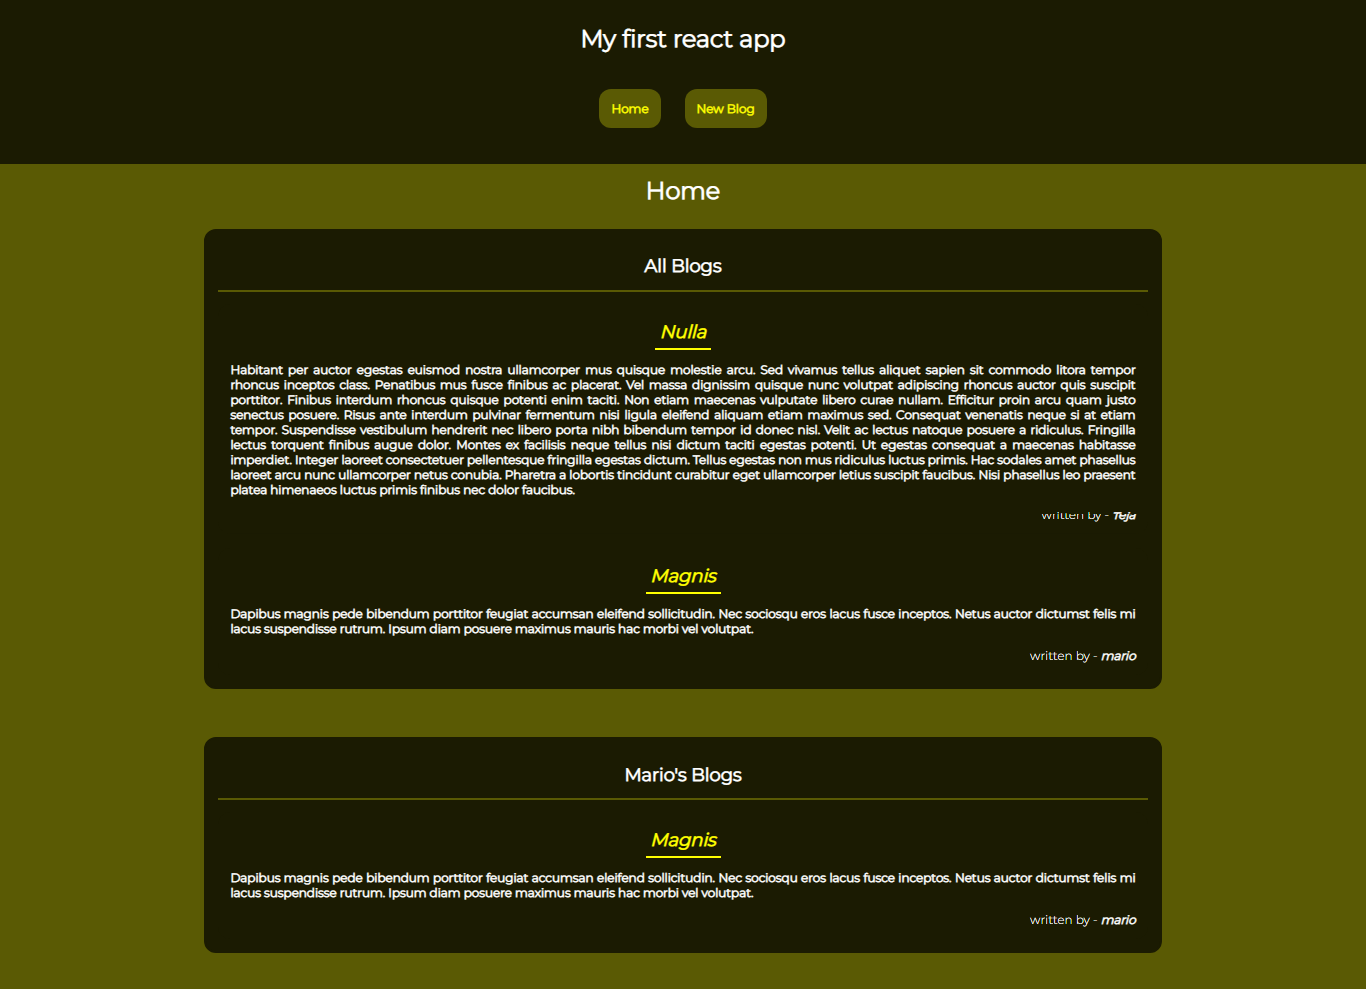 My first react app
Home New Blog
Home
All Blogs
Nulla
Habitant per auctor egestas euismod nostra ullamcorper mus quisque molestie arcu. Sed vivamus tellus aliquet sapien sit commodo litora tempor
rhoncus inceptos class. Penatibus mus fusce finibus ac placerat. Vel massa dignissim quisque nunc volutpat adipiscing rhoncus auctor quis suscipit
porttitor. Finibus interdum rhoncus quisque potenti enim taciti. Non etiam maecenas vulputate libero curae nullam. Efficitur proin arcu quam justo
senectus posuere. Risus ante interdum pulvinar fermentum nisi ligula eleifend aliquam etiam maximus sed. Consequat venenatis neque si at etiam
tempor. Suspendisse vestibulum hendrerit nec libero porta nibh bibendum tempor id donec nisl. Velit ac lectus natoque posuere a ridiculus. Fringilla
lectus torquent finibus augue dolor. Montes ex facilisis neque tellus nisi dictum taciti egestas potenti. Ut egestas consequat a maecenas habitasse
imperdiet. Integer laoreet consectetuer pellentesque fringilla egestas dictum. Tellus egestas non mus ridiculus luctus primis. Hac sodales amet phasellus
laoreet arcu nunc ullamcorper netus conubia. Pharetra a lobortis tincidunt curabitur eget ullamcorper letius suscipit faucibus. Nisi phasellus leo praesent
platea himenaeos luctus primis finibus nec dolor faucibus.
written by - Teja
Magnis
Dapibus magnis pede bibendum porttitor feugiat accumsan eleifend sollicitudin. Nec sociosqu eros lacus fusce inceptos. Netus auctor dictumst felis mi
lacus suspendisse rutrum. Ipsum diam posuere maximus mauris hac morbi vel volutpat.
written by - mario
Mario's Blogs
Magnis
Dapibus magnis pede bibendum porttitor feugiat accumsan eleifend sollicitudin. Nec sociosqu eros lacus fusce inceptos. Netus auctor dictumst felis mi
lacus suspendisse rutrum. Ipsum diam posuere maximus mauris hac morbi vel volutpat.
written by - mario